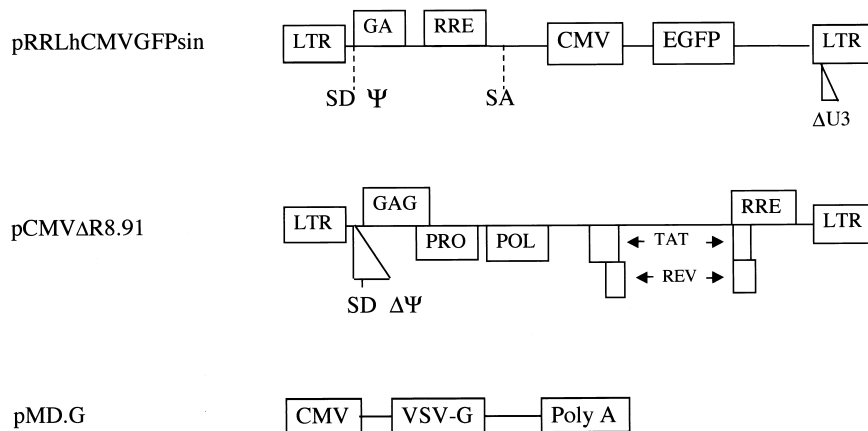 pRRLhCMVGFPsin
LTR GA RRE CMV EGFP LTR
SD Ψ SA
ΔU3
pCMVΔR8.91
LTR GAG PRO POL TAT REV RRE LTR
SD ΔΨ
pMD.G
CMV VSV-G Poly A